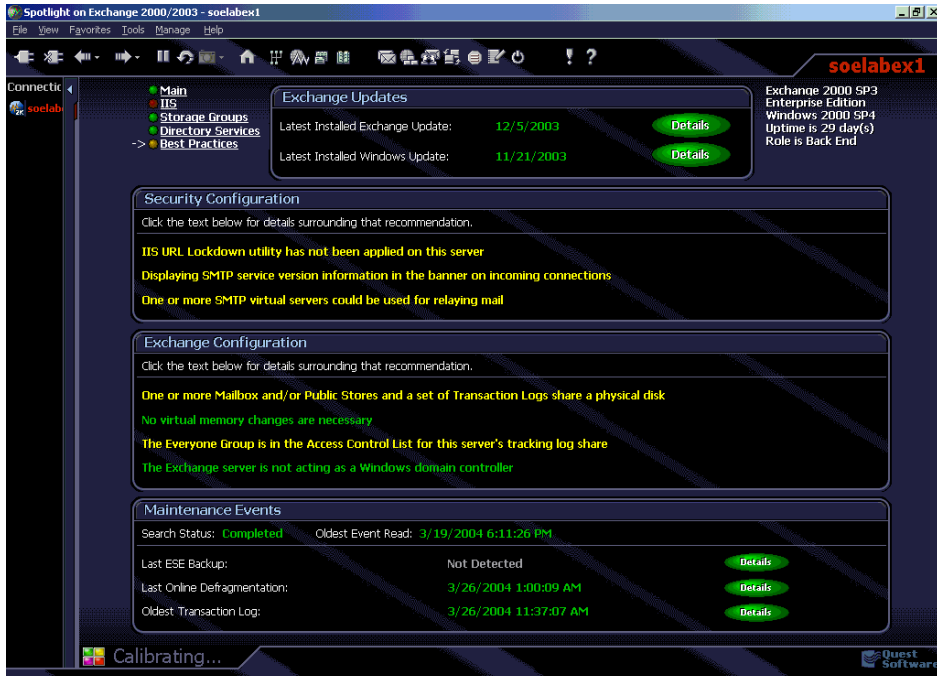 Spotlight on Exchange 2000/2003 - soelabex1
File View Favorites Tools Manage Help
soelabex1
Connectic
soelab
Main
IIS
Storage Groups
Directory Services
-> Best Practices
Exchange Updates
Latest Installed Exchange Update: 12/5/2003 Details
Latest Installed Windows Update: 11/21/2003 Details
Exchange 2000 SP3
Enterprise Edition
Windows 2000 SP4
Uptime is 29 day(s)
Role is Back End
Security Configuration
Click the text below for details surrounding that recommendation.
IIS URL Lockdown utility has not been applied on this server
Displaying SMTP service version information in the banner on incoming connections
One or more SMTP virtual servers could be used for relaying mail
Exchange Configuration
Click the text below for details surrounding that recommendation.
One or more Mailbox and/or Public Stores and a set of Transaction Logs share a physical disk
No virtual memory changes are necessary
The Everyone Group is in the Access Control List for this server's tracking log share
The Exchange server is not acting as a Windows domain controller
Maintenance Events
Search Status: Completed Oldest Event Read: 3/19/2004 6:11:26 PM
Last ESE Backup: Not Detected Details
Last Online Defragmentation: 3/26/2004 1:00:09 AM Details
Oldest Transaction Log: 3/26/2004 11:37:07 AM Details
Calibrating...
Quest
Software